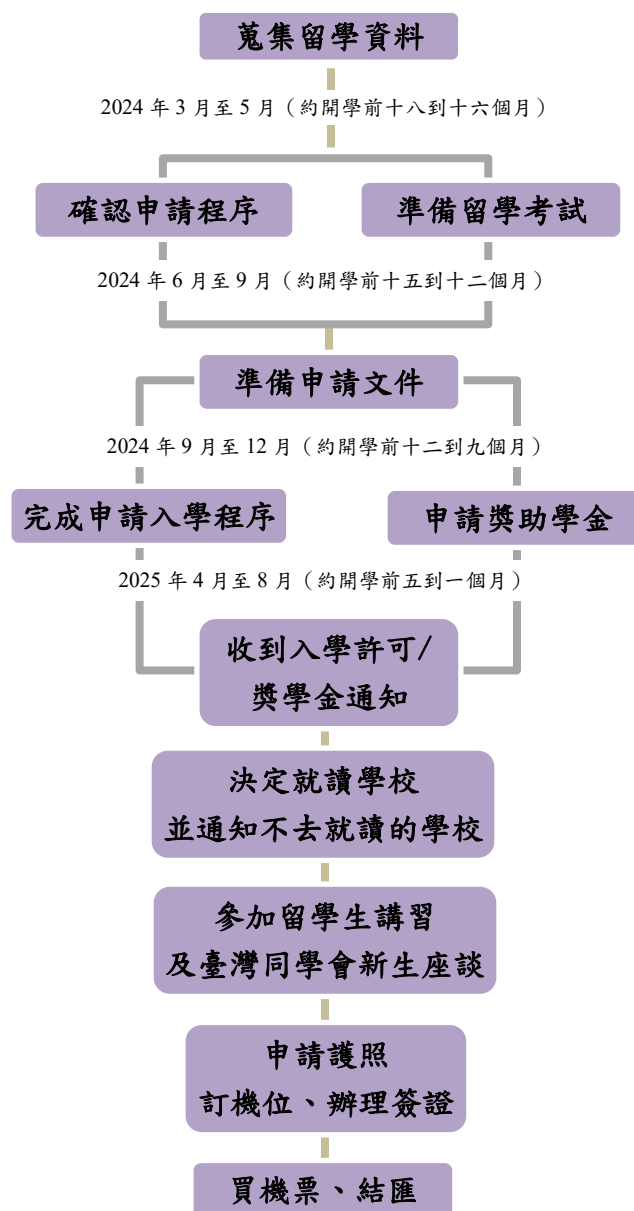 蒐集留學資料
2024 年 3 月至 5 月（約開學前十八到十六個月）
確認申請程序
準備留學考試
2024 年 6 月至 9 月（約開學前十五到十二個月）
準備申請文件
2024 年 9 月至 12 月（約開學前十二到九個月）
完成申請入學程序
申請獎助學金
2025 年 4 月至 8 月（約開學前五到一個月）
收到入學許可/
獎學金通知
決定就讀學校
並通知不去就讀的學校
參加留學生講習
及臺灣同學會新生座談
申請護照
訂機位、辦理簽證
買機票、結匯